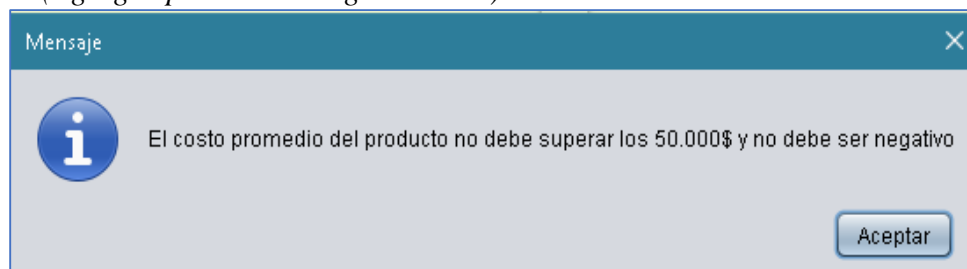 Mensaje
El costo promedio del producto no debe superar los 50.000$ y no debe ser negativo
Aceptar